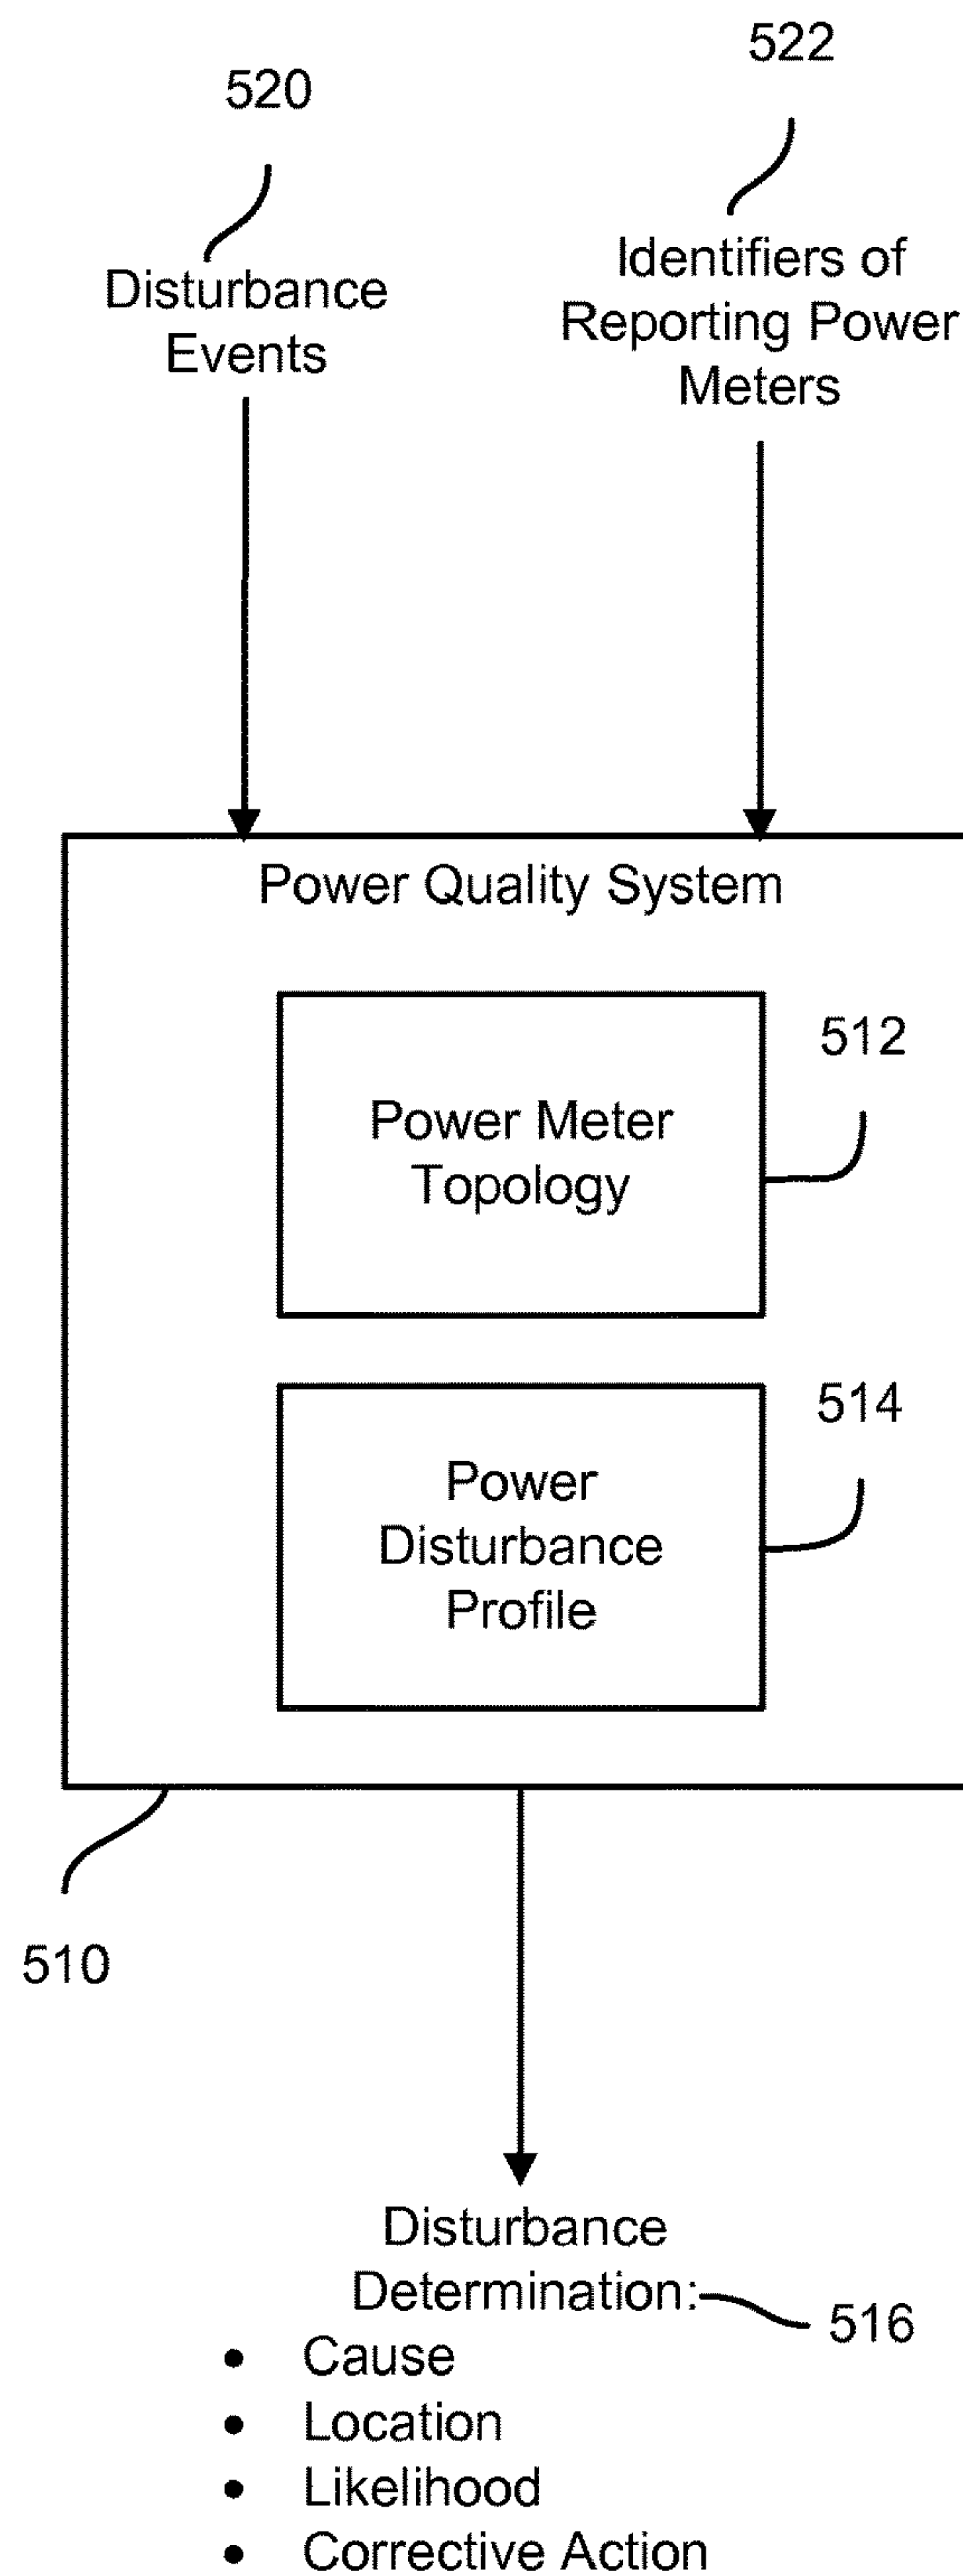 522
520
Identifiers of
Reporting Power
Meters
Disturbance
Events
Power Quality System
512
Power Meter
Topology
514
Power
Disturbance
Profile
510
Disturbance
Determination:
516
• Cause
• Location
• Likelihood
• Corrective Action